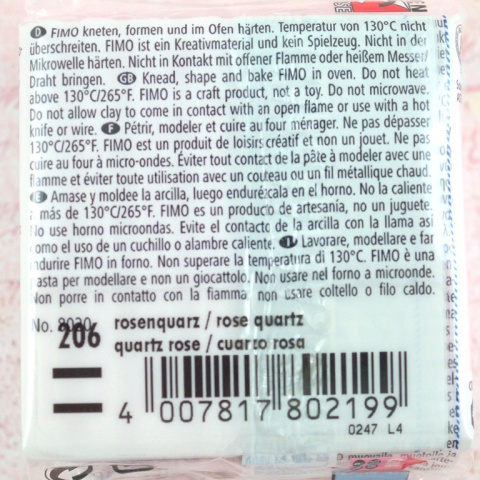 D FIMO kneten, formen und im Ofen härten. Temperatur von 130°C nicht
überschreiten. FIMO ist ein Kreativmaterial und kein Spielzeug. Nicht in der
Mikrowelle härten. Nicht in Kontakt mit offener Flamme oder heißem Messer/
Draht bringen. GB Knead, shape and bake FIMO in oven. Do not heat
above 130°C/265°F. FIMO is a craft product, not a toy. Do not microwave.
Do not allow clay to come in contact with an open flame or use with a hot
knife or wire. F Pétrir, modeler et cuire au four ménager. Ne pas dépasser
130°C/265°F. FIMO est un produit de loisirs créatif et non un jouet. Ne pas
cuire au four à micro-ondes. Éviter tout contact de la pâte à modeler avec une
flamme et éviter toute utilisation avec un couteau ou un fil métallique chaud.
E Amase y moldee la arcilla, luego endurézcala en el horno. No la caliente
a más de 130°C/265°F. FIMO es un producto de artesanía, no un juguete.
No use horno microondas. Evite el contacto de la arcilla con la llama así
como el uso de un cuchillo o alambre caliente. I Lavorare, modellare e far
indurire FIMO in forno. Non superare la temperatura di 130°C. FIMO è una
pasta per modellare e non un giocattolo. Non usare nel forno a microonde.
Non porre in contatto con la fiamma, non usare coltello o filo caldo.
No. 8020
206 rosenquarz / rose quartz
quartz rose / cuarzo rosa
4 007817 802199
0247 L4